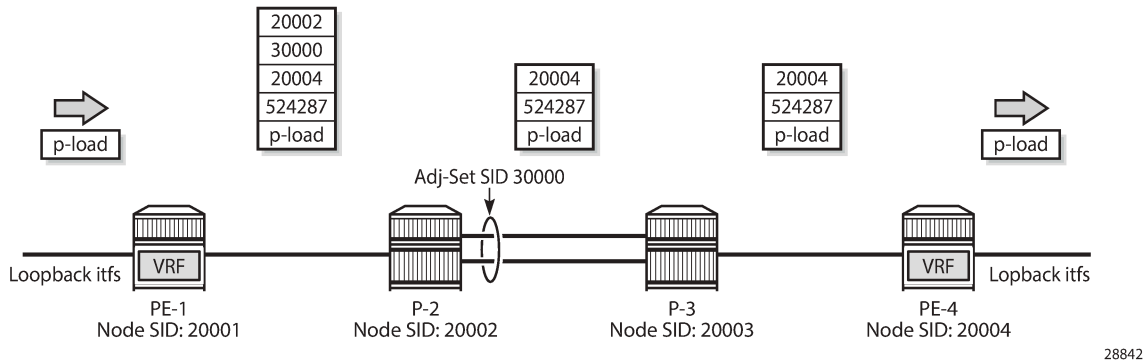 p-load
20002
30000
20004
524287
p-load
20004
524287
p-load
20004
524287
p-load
p-load
Adj-Set SID 30000
Loopback itfs
VRF
VRF
Lopback itfs
PE-1
Node SID: 20001
P-2
Node SID: 20002
P-3
Node SID: 20003
PE-4
Node SID: 20004
28842